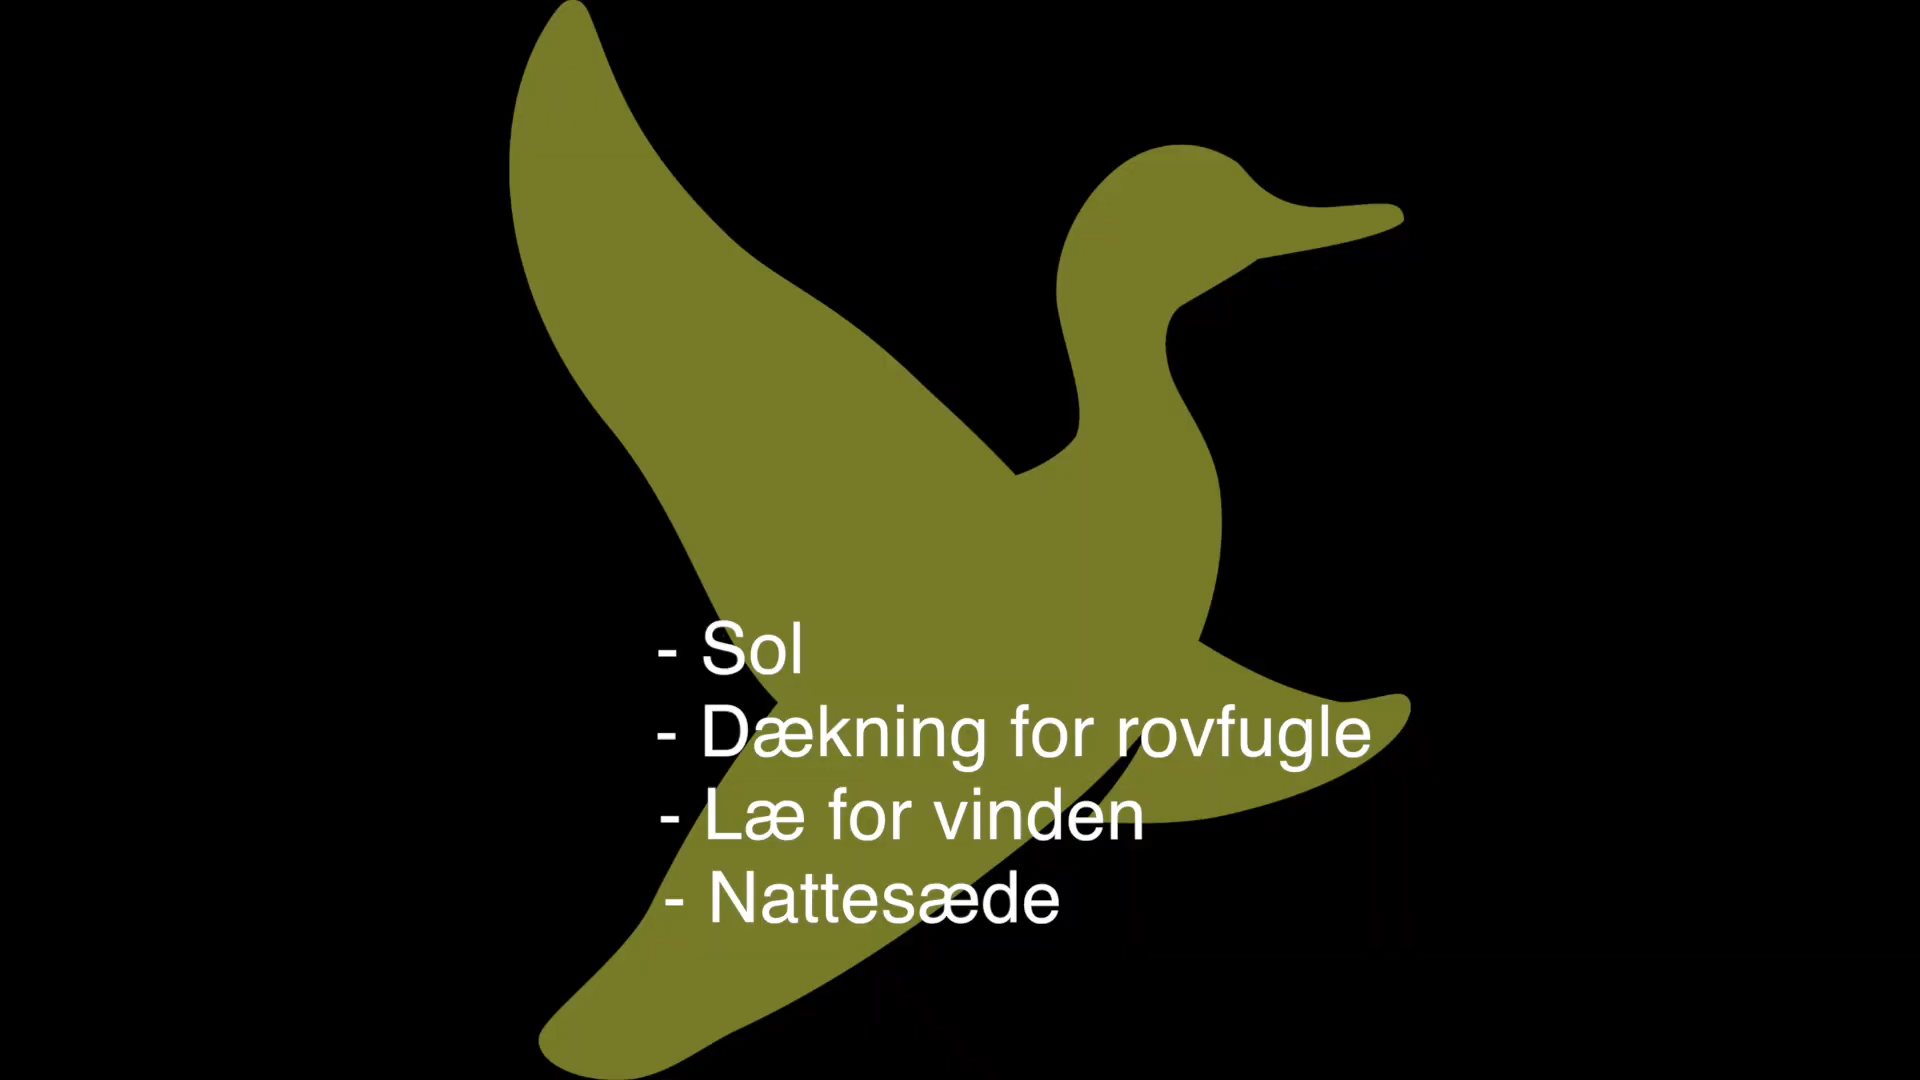 - Sol
- Dækning for rovfugle
- Læ for vinden
- Nattesæde